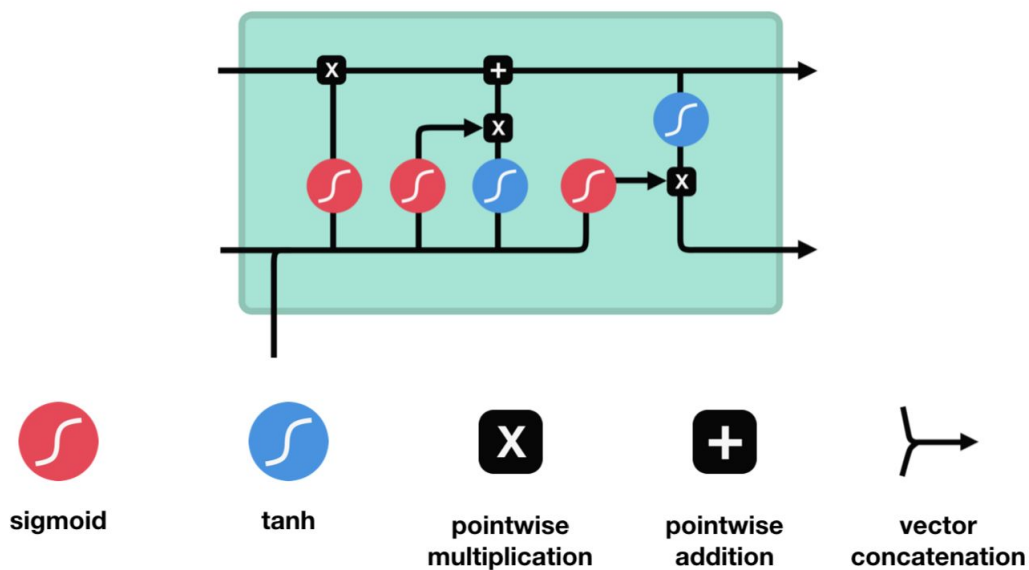 X
+
X
X
X
+
sigmoid
tanh
pointwise
multiplication
pointwise
addition
vector
concatenation